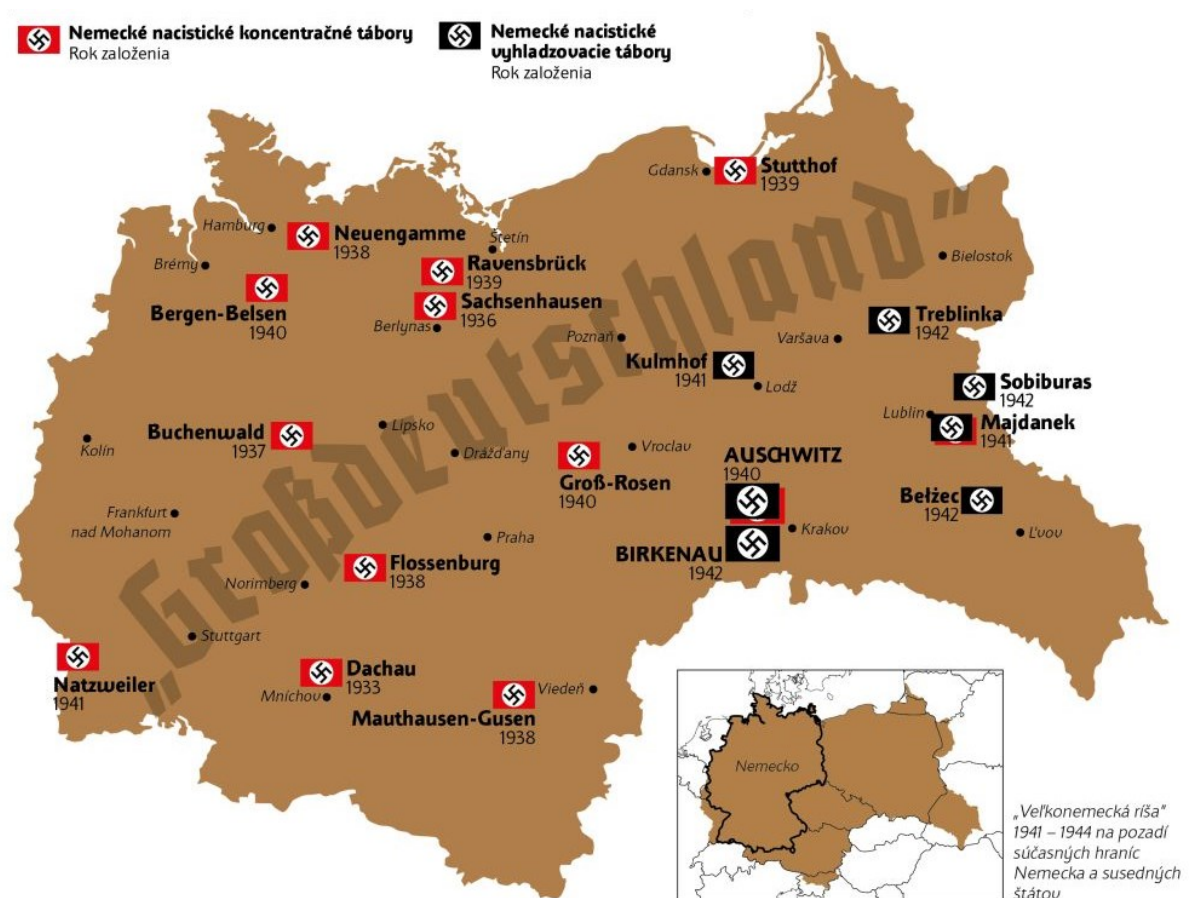 Nemecké nacistické koncentračné tábory
Rok založenia
Nemecké nacistické
vyhladzovacie tábory
Rok založenia
„Großdeutschland“
Gdansk
Stutthof
1939
Hamburg
Neuengamme
1938
Štetín
Brémy
Ravensbrück
1939
Bielostok
Bergen-Belsen
1940
Sachsenhausen
1936
Berlynas
Treblinka
1942
Poznaň
Varšava
Kulmhof
1941
Lodž
Sobiburas
1942
Lublin
Majdanek
1941
Buchenwald
1937
Lipsko
Kolín
Drážďany
Vroclav
Groß-Rosen
1940
AUSCHWITZ
1940
Bełżec
1942
Frankfurt
nad Mohanom
Krakov
Ľvov
Praha
BIRKENAU
1942
Flossenburg
1938
Norimberg
Stuttgart
Natzweiler
1941
Dachau
1933
Mníchov
Viedeň
Mauthausen-Gusen
1938
Nemecko
„Veľkonemecká ríša"
1941 – 1944 na pozadí
súčasných hraníc
Nemecka a susedných
štátov